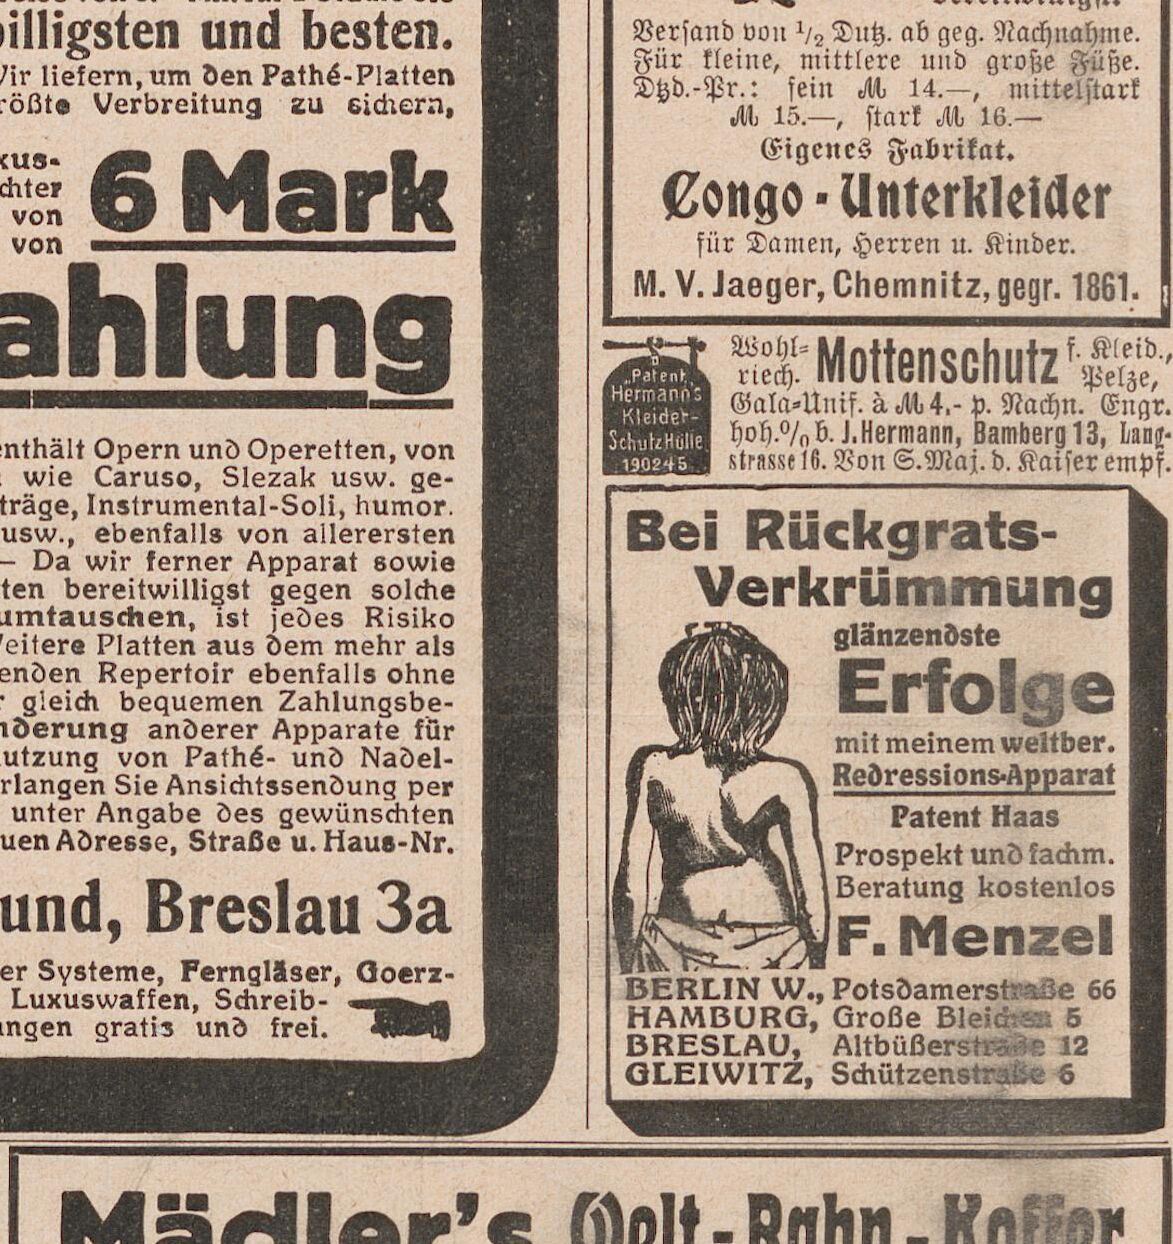 billigsten und besten.
Wir liefern, um den Pathé-Platten
größte Verbreitung zu sichern,
6 Mark
von
von
ahlung
enthält Opern und Operetten, von
wie Caruso, Slezak usw. ge-
träge, Instrumental-Soli, humor.
usw., ebenfalls von allerersten
— Da wir ferner Apparat sowie
ten bereitwilligst gegen solche
umtauschen, ist jedes Risiko
Weitere Platten aus dem mehr als
enden Repertoir ebenfalls ohne
gleich bequemen Zahlungsbe-
nderung anderer Apparate für
utzung von Pathé- und Nadel-
erlangen Sie Ansichtssendung per
unter Angabe des gewünschten
uen Adresse, Straße u. Haus-Nr.
und, Breslau 3a
er Systeme, Ferngläser, Goerz-
Luxuswaffen, Schreib-
ungen gratis und frei.
Versand von 1/2 Dutz. ab geg. Nachnahme.
Für kleine, mittlere und große Füße.
Dtzd.-Pr.: fein M 14.—, mittelstark
M 15.—, stark M 16.—
Eigenes Fabrikat.
Congo-Unterkleider
für Damen, Herren u. Kinder.
M. V. Jaeger, Chemnitz, gegr. 1861.
"Patent"
Hermann's
Kleider-
SchutzHülle
190245
Wohl- Mottenschutz f. Kleid.,
riech. Pelze,
Gala-Unif. à M 4.- p. Nachn. Engr.
hoh. % b. J. Hermann, Bamberg 13, Lang-
strasse 16. Von S. Maj. d. Kaiser empf.
Bei Rückgrats-
Verkrümmung
glänzendste
Erfolge
mit meinem weltber.
Redressions-Apparat
Patent Haas
Prospekt und fachm.
Beratung kostenlos
F. Menzel
BERLIN W., Potsdamerstraße 66
HAMBURG, Große Bleichen 5
BRESLAU, Altbüßerstraße 12
GLEIWITZ, Schützenstraße 6
Mädler's